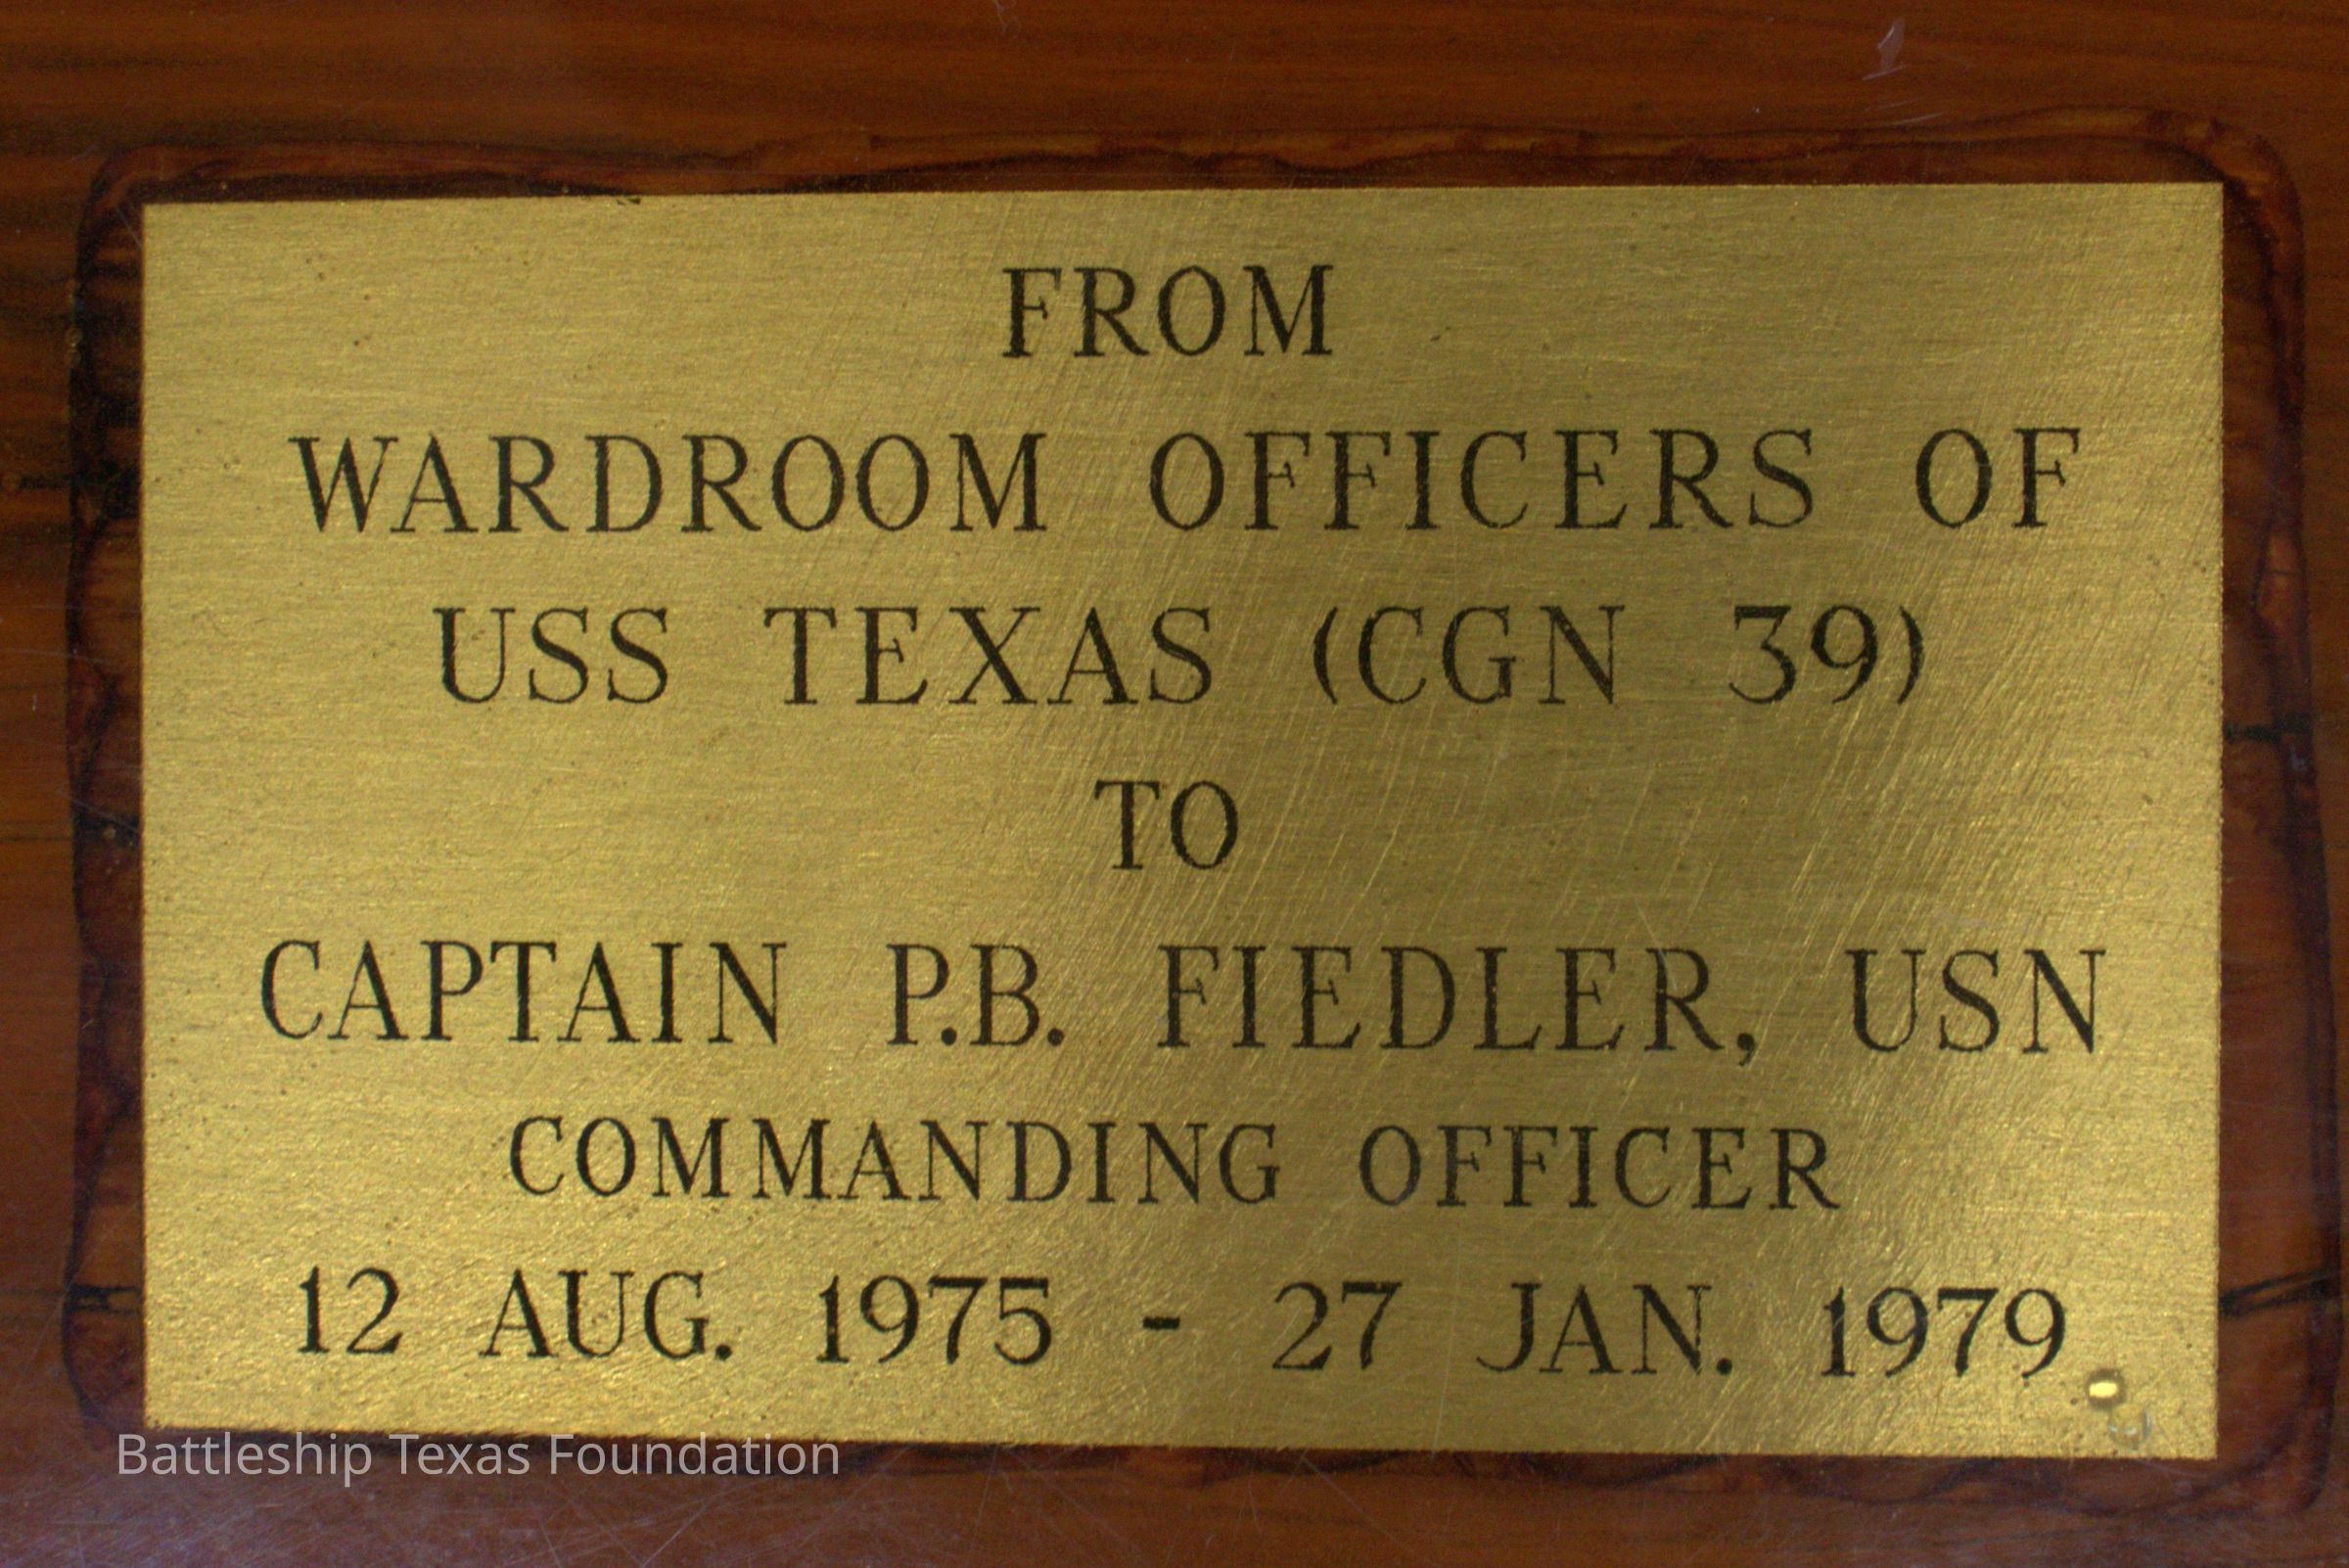 FROM
WARDROOM OFFICERS OF
USS TEXAS (CGN 39)
TO
CAPTAIN P.B. FIEDLER, USN
COMMANDING OFFICER
12 AUG. 1975 - 27 JAN. 1979
Battleship Texas Foundation